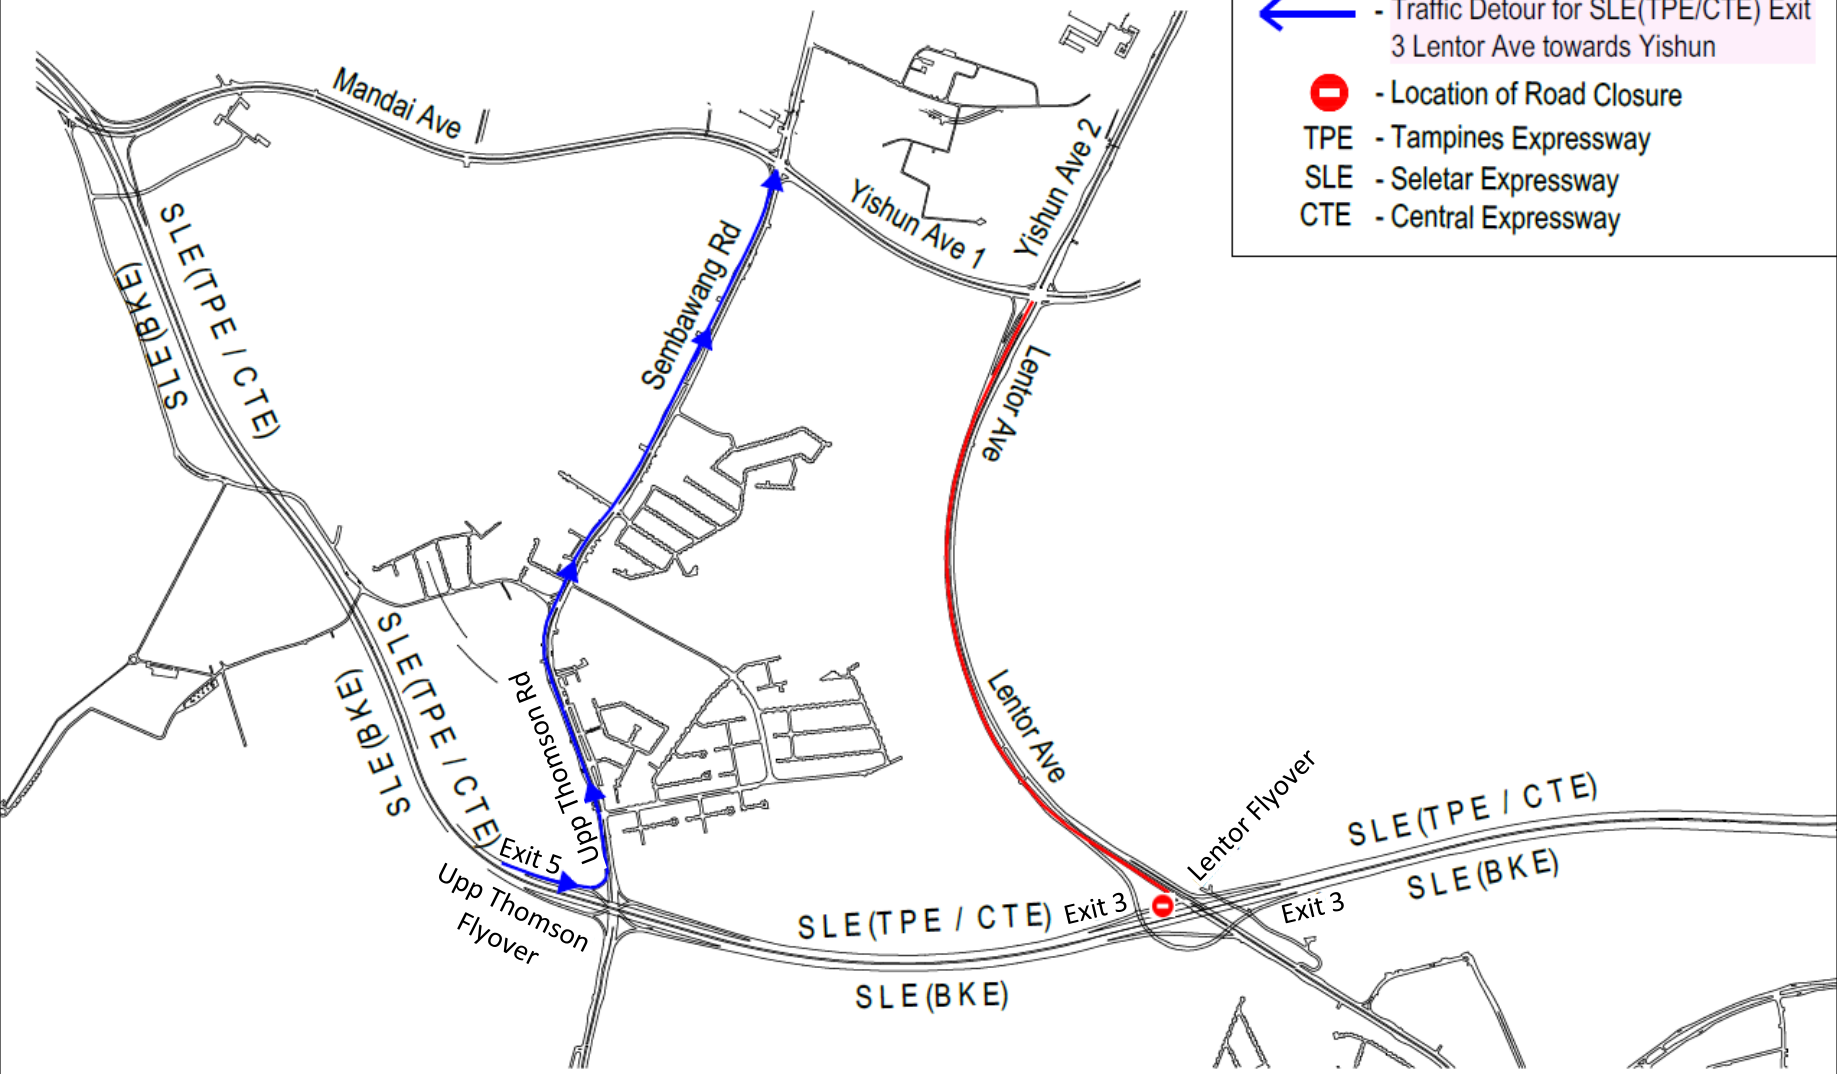 - Traffic Detour for SLE(TPE/CTE) Exit
3 Lentor Ave towards Yishun
- Location of Road Closure
TPE - Tampines Expressway
SLE - Seletar Expressway
CTE - Central Expressway
Mandai Ave
Yishun Ave 2
Yishun Ave 1
Sembawang Rd
SLE(TPE / CTE)
SLE(BKE)
Lentor Ave
SLE(TPE / CTE)
SLE(BKE)
Upp Thomson Rd
Lentor Ave
Lentor Flyover
SLE(TPE / CTE)
SLE(BKE)
Exit 5
Upp Thomson
Flyover
SLE(TPE / CTE)
Exit 3
Exit 3
SLE(BKE)